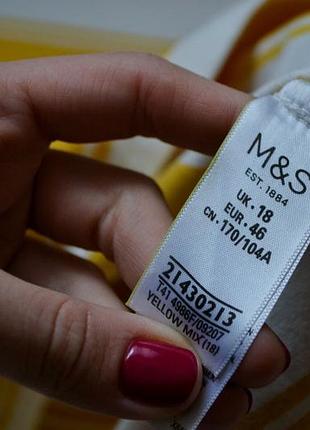 M&S
EST. 1884
UK · 18
EUR · 46
CN · 170/104A
21430213
T41 4986F/09207
YELLOW MIX (18)